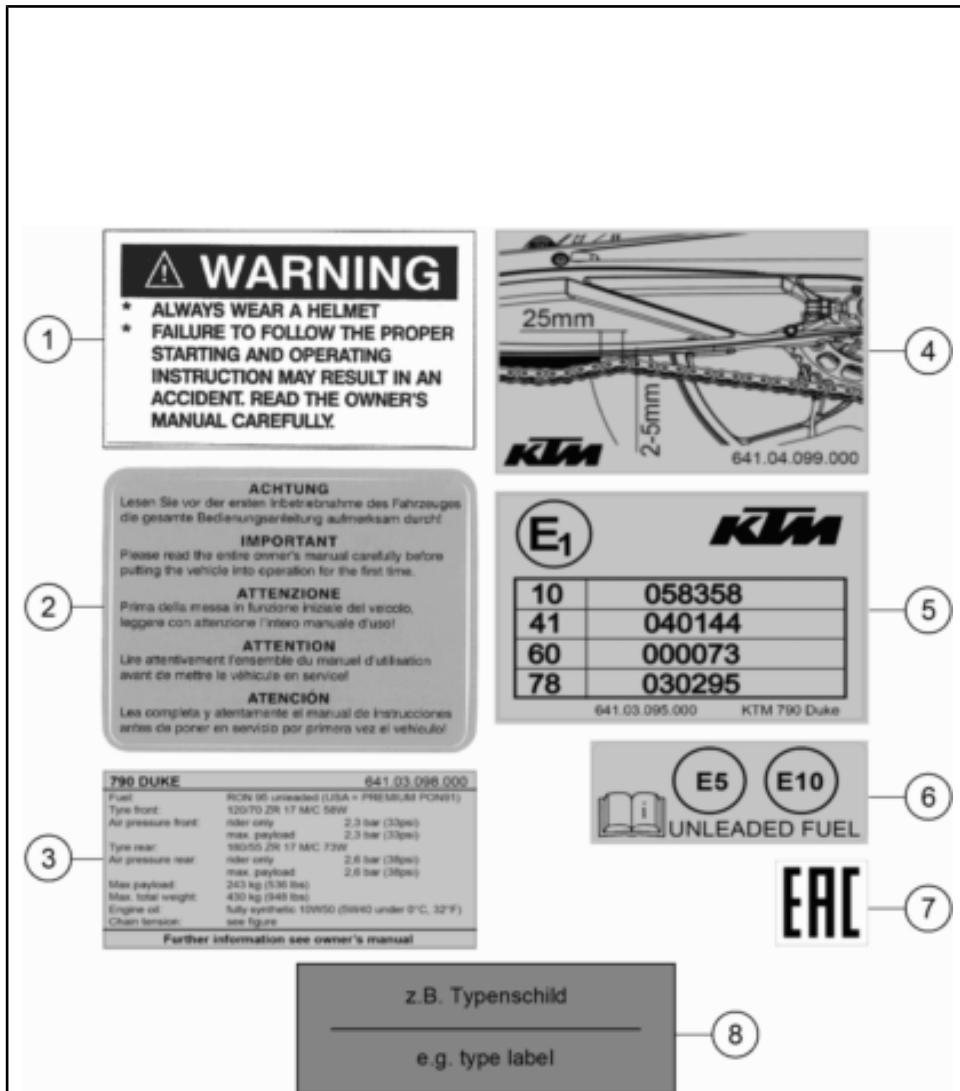 WARNING
* ALWAYS WEAR A HELMET
* FAILURE TO FOLLOW THE PROPER
STARTING AND OPERATING
INSTRUCTION MAY RESULT IN AN
ACCIDENT. READ THE OWNER'S
MANUAL CAREFULLY.
1
25mm
2-5mm
KTM
641.04.099.000
4
ACHTUNG
Lesen Sie vor der ersten Inbetriebnahme des Fahrzeuges
die gesamte Bedienungsanleitung aufmerksam durch!
IMPORTANT
Please read the entire owner's manual carefully before
putting the vehicle into operation for the first time.
ATTENZIONE
Prima della messa in funzione iniziale del veicolo,
leggere con attenzione l'intero manuale d'uso!
ATTENTION
Lire attentivement l'ensemble du manuel d'utilisation
avant de mettre le véhicule en service!
ATENCIÓN
Lea completa y atentamente el manual de instrucciones
antes de poner en servicio por primera vez el vehículo!
2
E1
KTM
10 058358
41 040144
60 000073
78 030295
641.03.095.000 KTM 790 Duke
5
790 DUKE 641.03.098.000
Fuel: RON 95 unleaded (USA = PREMIUM PON91)
Tyre front: 120/70 ZR 17 M/C 58W
Air pressure front: rider only 2,3 bar (33psi)
max. payload 2,3 bar (33psi)
Tyre rear: 180/55 ZR 17 M/C 73W
Air pressure rear: rider only 2,6 bar (38psi)
max. payload 2,6 bar (38psi)
Max payload: 243 kg (536 lbs)
Max. total weight: 430 kg (948 lbs)
Engine oil: fully synthetic 10W50 (5W40 under 0°C, 32°F)
Chain tension: see figure
Further information see owner's manual
3
E5 E10
i
UNLEADED FUEL
6
EAC
7
z.B. Typenschild
e.g. type label
8